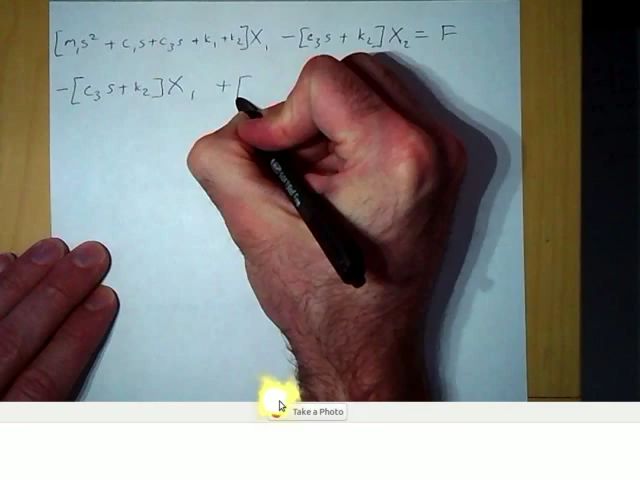 [m₁s² + c₁s + c₃s + k₁ + k₂]X₁ - [c₃s + k₂]X₂ = F
-[c₃s + k₂]X₁ + [
Take a Photo